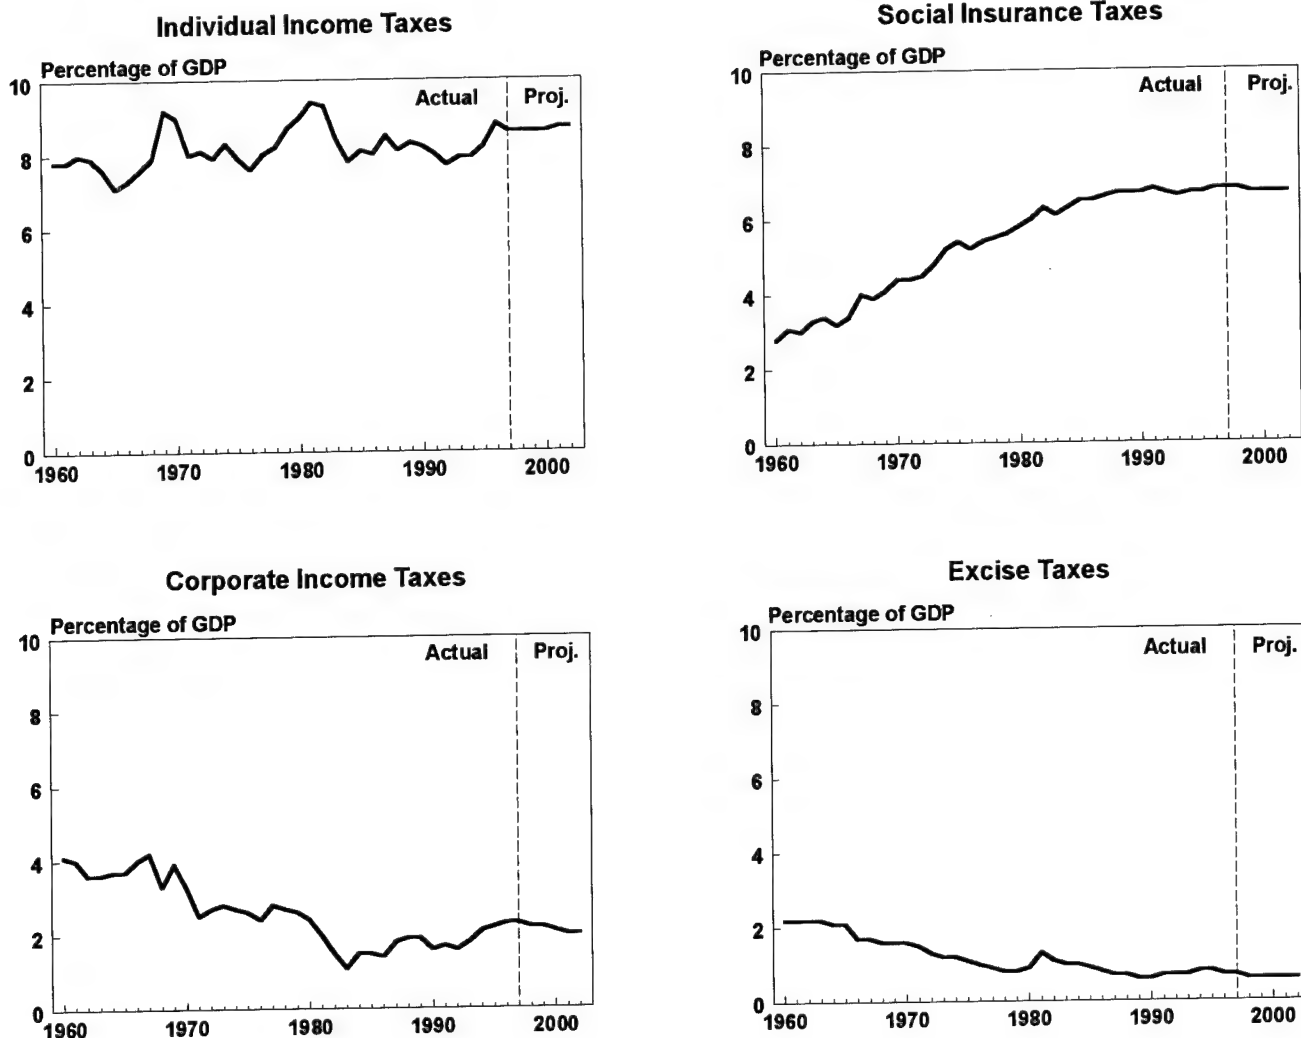 Individual Income Taxes
Percentage of GDP
Actual
Proj.
10
8
6
4
2
0
1960 1970 1980 1990 2000
Social Insurance Taxes
Percentage of GDP
Actual
Proj.
10
8
6
4
2
0
1960 1970 1980 1990 2000
Corporate Income Taxes
Percentage of GDP
Actual
Proj.
10
8
6
4
2
0
1960 1970 1980 1990 2000
Excise Taxes
Percentage of GDP
Actual
Proj.
10
8
6
4
2
0
1960 1970 1980 1990 2000